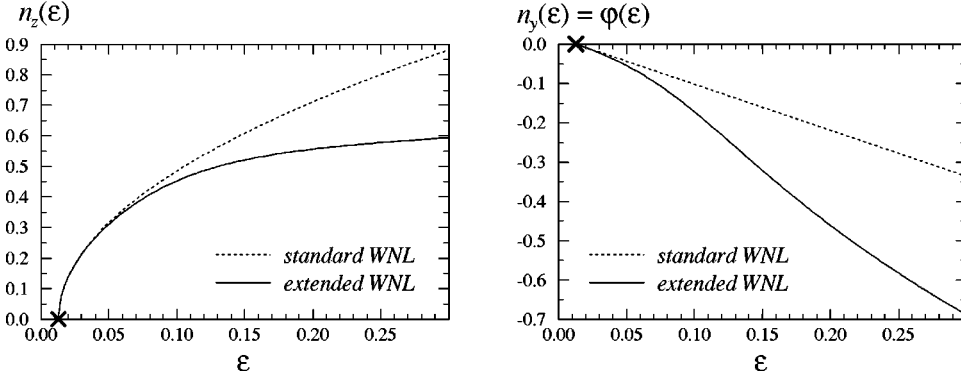 n_z(ε)
0.9
0.8
0.7
0.6
0.5
0.4
0.3
0.2
0.1
0.0
standard WNL
extended WNL
0.00 0.05 0.10 0.15 0.20 0.25
ε
n_y(ε) = φ(ε)
0.0
-0.1
-0.2
-0.3
-0.4
-0.5
-0.6
-0.7
standard WNL
extended WNL
0.00 0.05 0.10 0.15 0.20 0.25
ε